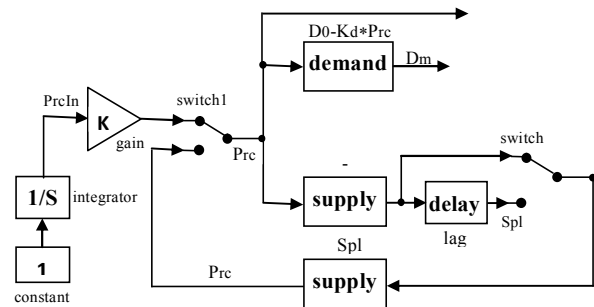 D0-Kd*Prc
demand
Dm
PrcIn
K
gain
switch1
Prc
switch
1/S
integrator
-
supply
delay
lag
Spl
1
constant
Prc
Spl
supply